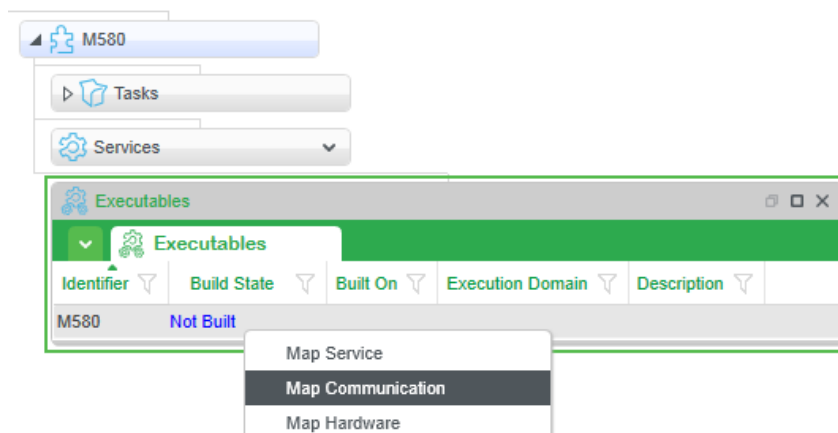 M580
Tasks
Services
Executables
Executables
Identifier Build State Built On Execution Domain Description
M580 Not Built
Map Service
Map Communication
Map Hardware